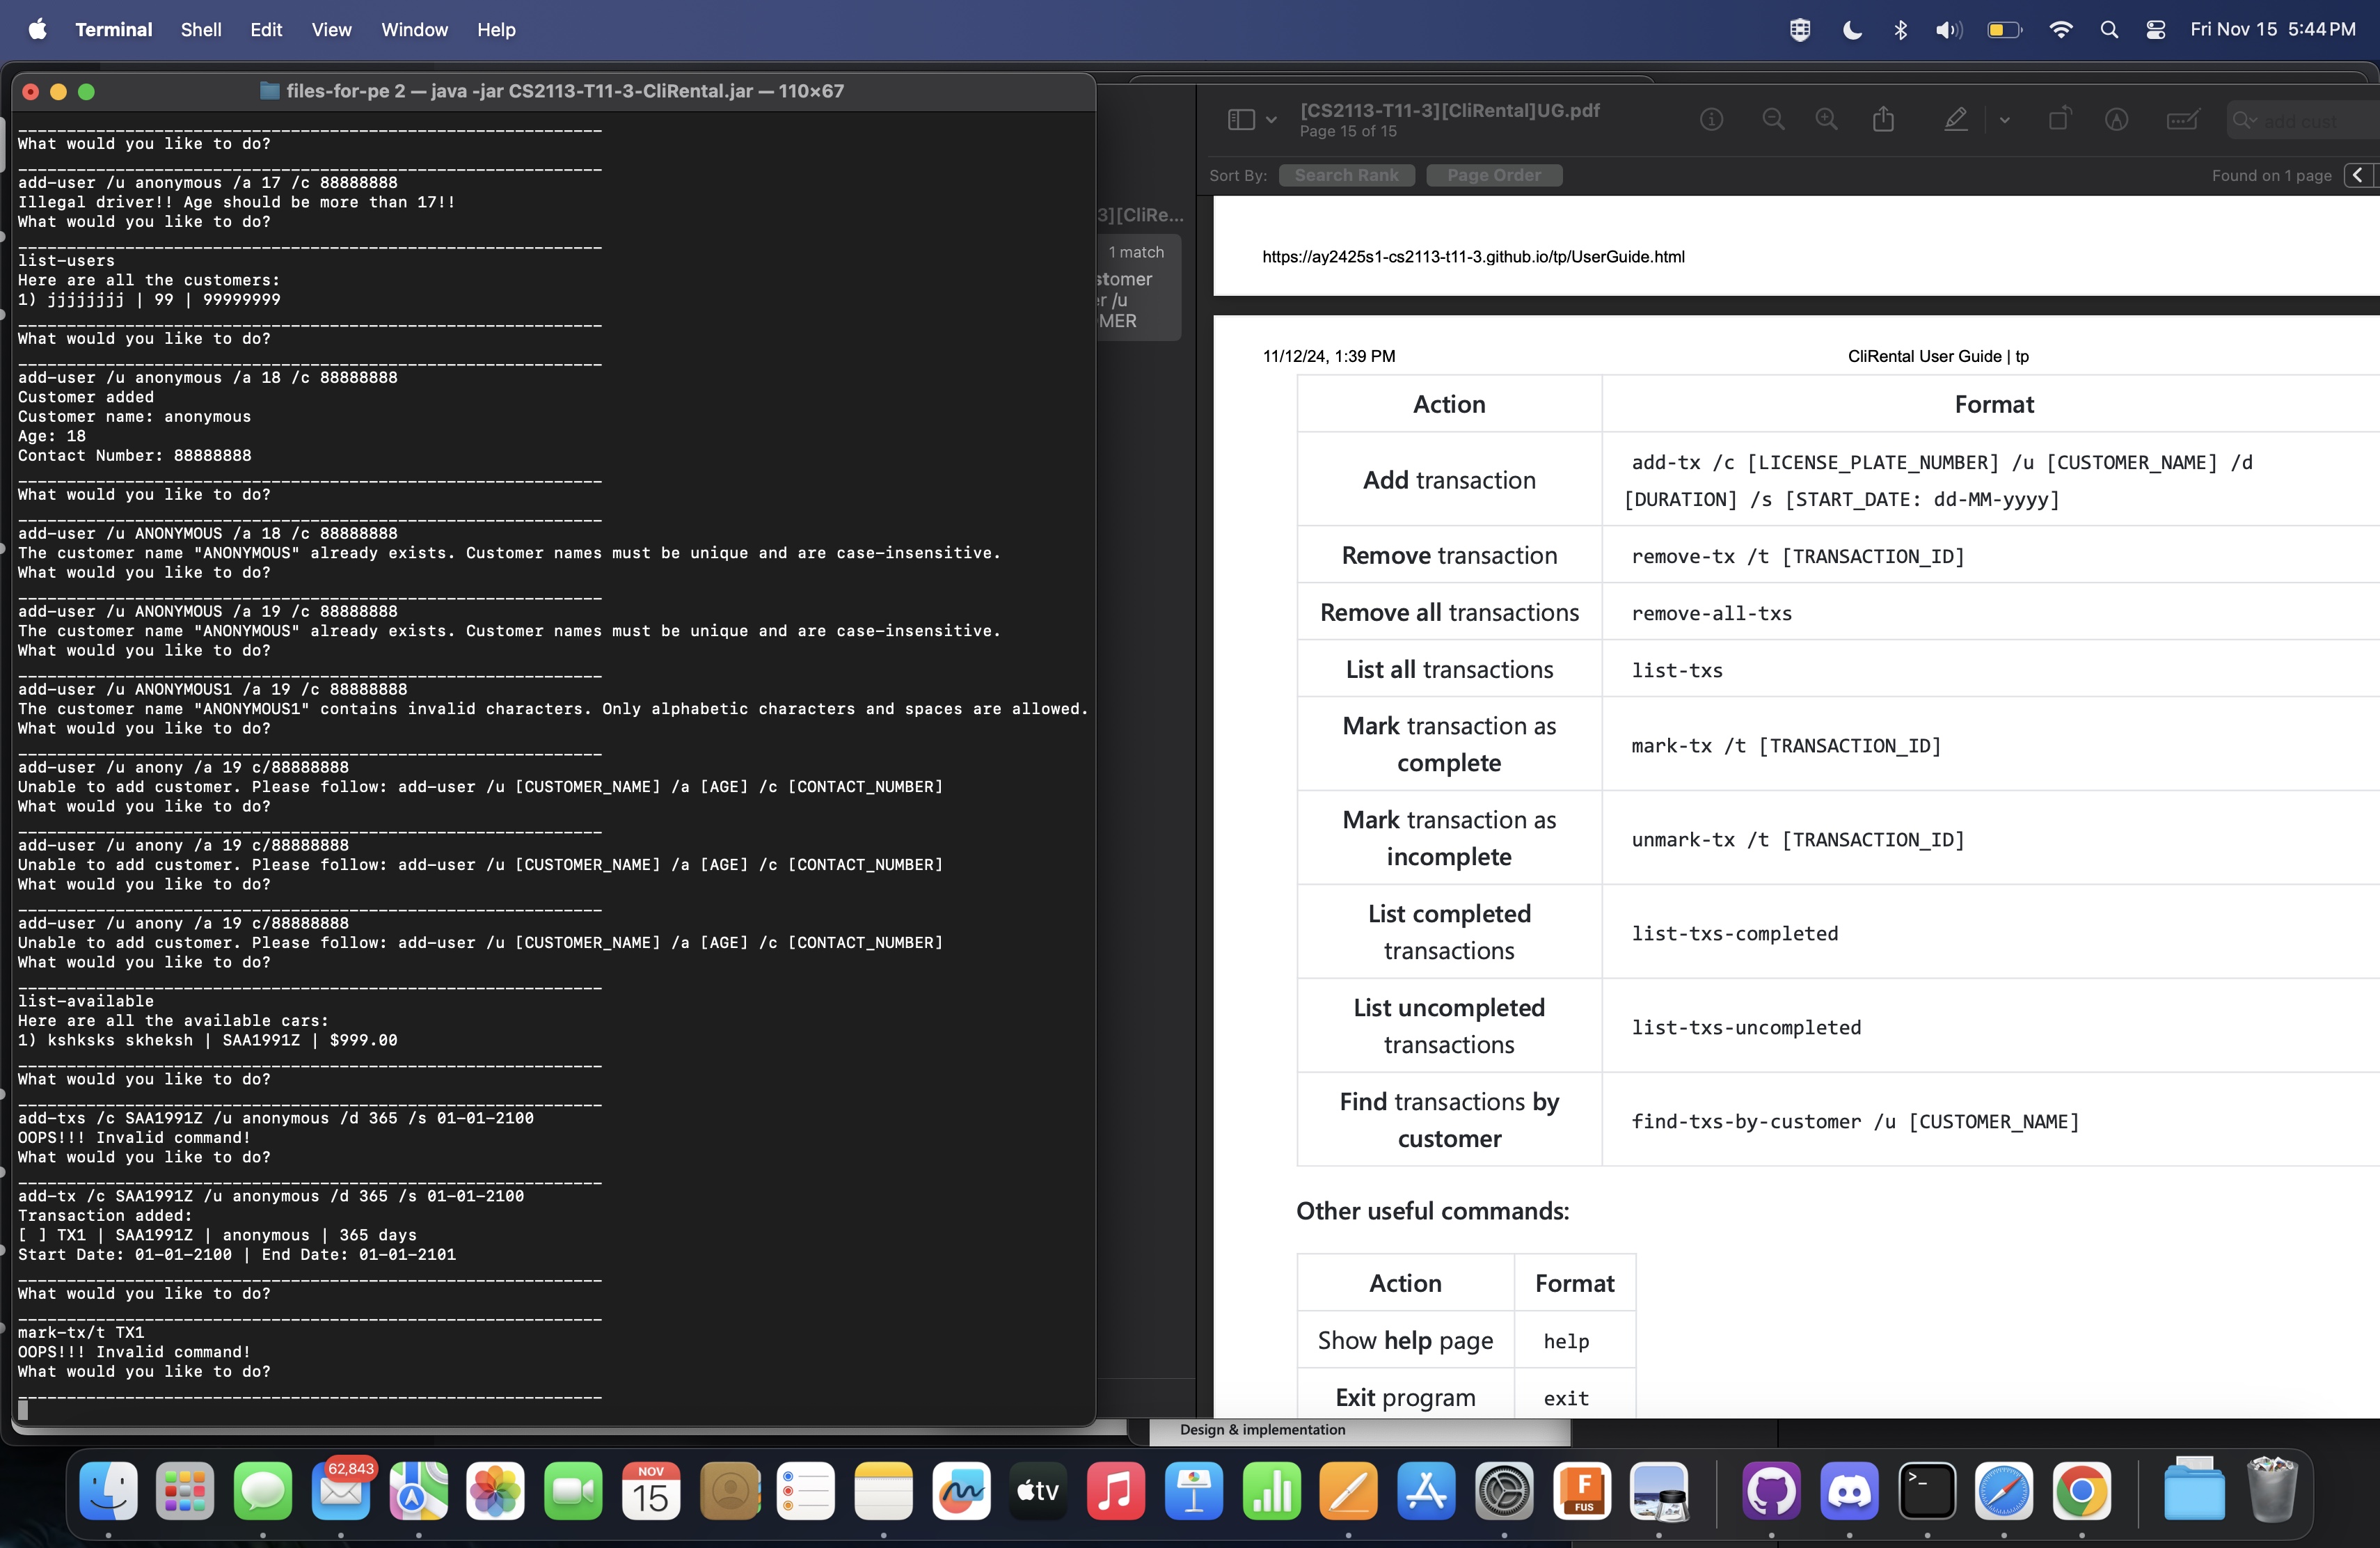 Terminal Shell Edit View Window Help
Fri Nov 15 5:44 PM
files-for-pe 2 — java -jar CS2113-T11-3-CliRental.jar — 110×67
What would you like to do?
add-user /u anonymous /a 17 /c 88888888
Illegal driver!! Age should be more than 17!!
What would you like to do?
list-users
Here are all the customers:
1) jjjjjjjj | 99 | 99999999
What would you like to do?
add-user /u anonymous /a 18 /c 88888888
Customer added
Customer name: anonymous
Age: 18
Contact Number: 88888888
What would you like to do?
add-user /u ANONYMOUS /a 18 /c 88888888
The customer name "ANONYMOUS" already exists. Customer names must be unique and are case-insensitive.
What would you like to do?
add-user /u ANONYMOUS /a 19 /c 88888888
The customer name "ANONYMOUS" already exists. Customer names must be unique and are case-insensitive.
What would you like to do?
add-user /u ANONYMOUS1 /a 19 /c 88888888
The customer name "ANONYMOUS1" contains invalid characters. Only alphabetic characters and spaces are allowed.
What would you like to do?
add-user /u anony /a 19 c/88888888
Unable to add customer. Please follow: add-user /u [CUSTOMER_NAME] /a [AGE] /c [CONTACT_NUMBER]
What would you like to do?
add-user /u anony /a 19 c/88888888
Unable to add customer. Please follow: add-user /u [CUSTOMER_NAME] /a [AGE] /c [CONTACT_NUMBER]
What would you like to do?
add-user /u anony /a 19 c/88888888
Unable to add customer. Please follow: add-user /u [CUSTOMER_NAME] /a [AGE] /c [CONTACT_NUMBER]
What would you like to do?
list-available
Here are all the available cars:
1) kshksks skheksh | SAA1991Z | $999.00
What would you like to do?
add-txs /c SAA1991Z /u anonymous /d 365 /s 01-01-2100
OOPS!!! Invalid command!
What would you like to do?
add-tx /c SAA1991Z /u anonymous /d 365 /s 01-01-2100
Transaction added:
[ ] TX1 | SAA1991Z | anonymous | 365 days
Start Date: 01-01-2100 | End Date: 01-01-2101
What would you like to do?
mark-tx/t TX1
OOPS!!! Invalid command!
What would you like to do?
3][CliRe...
1 match
stomer
er /u
MER
[CS2113-T11-3][CliRental]UG.pdf
Page 15 of 15
add cust
Sort By: Search Rank Page Order
Found on 1 page
https://ay2425s1-cs2113-t11-3.github.io/tp/UserGuide.html
11/12/24, 1:39 PM
CliRental User Guide | tp
Action Format
Add transaction
add-tx /c [LICENSE_PLATE_NUMBER] /u [CUSTOMER_NAME] /d
[DURATION] /s [START_DATE: dd-MM-yyyy]
Remove transaction remove-tx /t [TRANSACTION_ID]
Remove all transactions remove-all-txs
List all transactions list-txs
Mark transaction as
complete
mark-tx /t [TRANSACTION_ID]
Mark transaction as
incomplete
unmark-tx /t [TRANSACTION_ID]
List completed
transactions
list-txs-completed
List uncompleted
transactions
list-txs-uncompleted
Find transactions by
customer
find-txs-by-customer /u [CUSTOMER_NAME]
Other useful commands:
Action Format
Show help page help
Exit program exit
Design & implementation
62,843
NOV
15
tv
F
FUS
>_